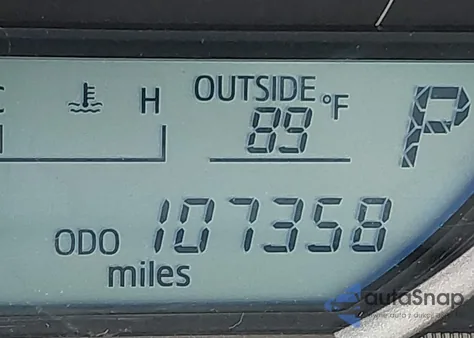 C H OUTSIDE °F P
89
ODO 107358
miles
autoSnap